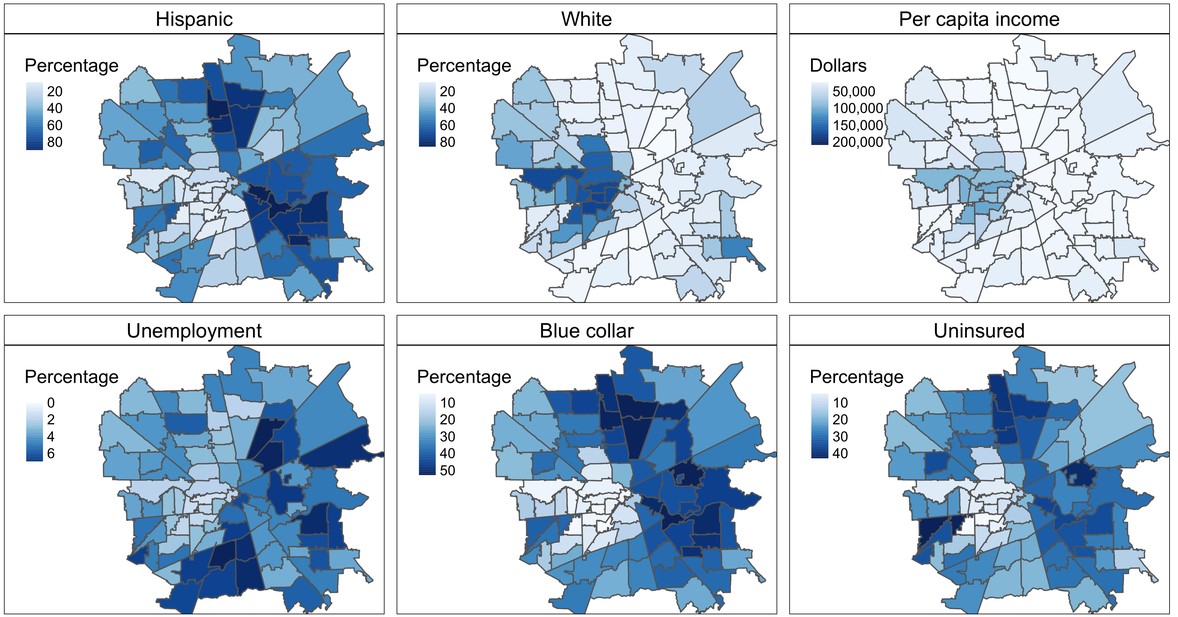 Hispanic
Percentage
20
40
60
80
White
Percentage
20
40
60
80
Per capita income
Dollars
50,000
100,000
150,000
200,000
Unemployment
Percentage
0
2
4
6
Blue collar
Percentage
10
20
30
40
50
Uninsured
Percentage
10
20
30
40